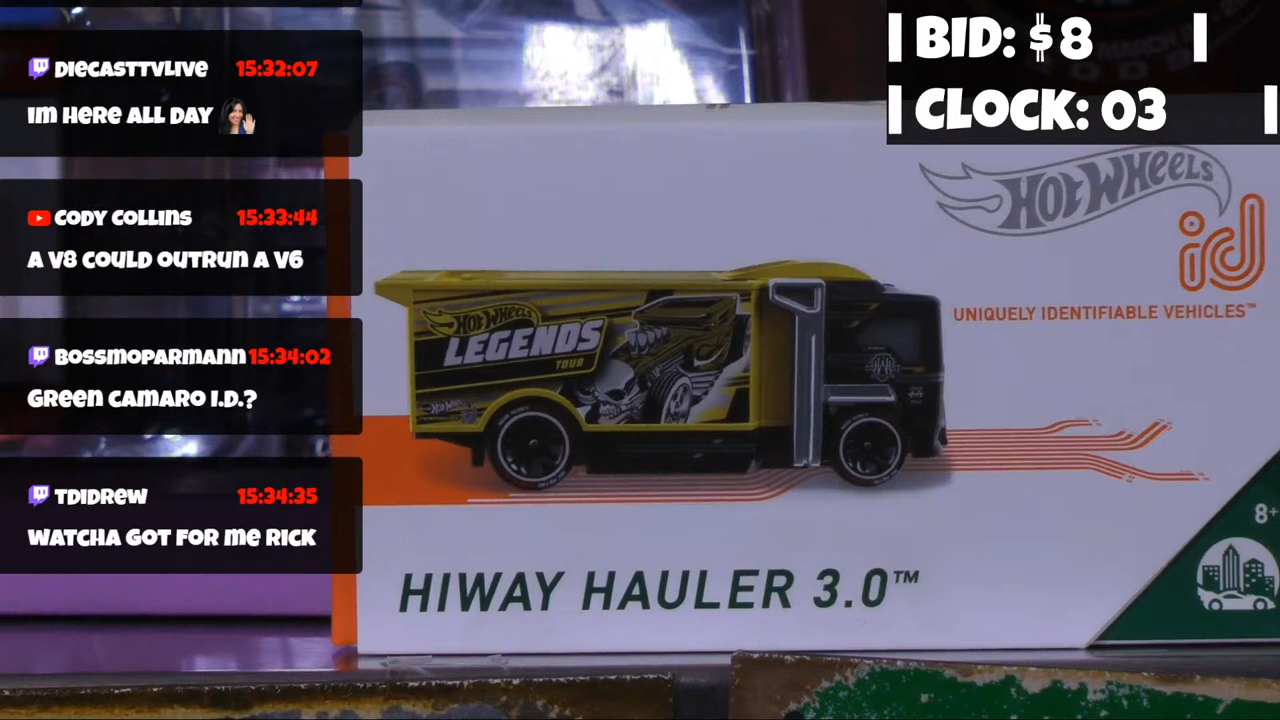 DIECASTTVLIVE 15:32:07
IM HERE ALL DAY
CODY COLLINS 15:33:44
A V8 COULD OUTRUN A V6
BOSSMOPARMANN 15:34:02
GREEN CAMARO I.D.?
TDIDREW 15:34:35
WATCHA GOT FOR ME RICK
| BID: $8 |
| CLOCK: 03 |
HOT WHEELS
id
UNIQUELY IDENTIFIABLE VEHICLES™
HOT WHEELS
LEGENDS
TOUR
HIWAY HAULER 3.0™
8+